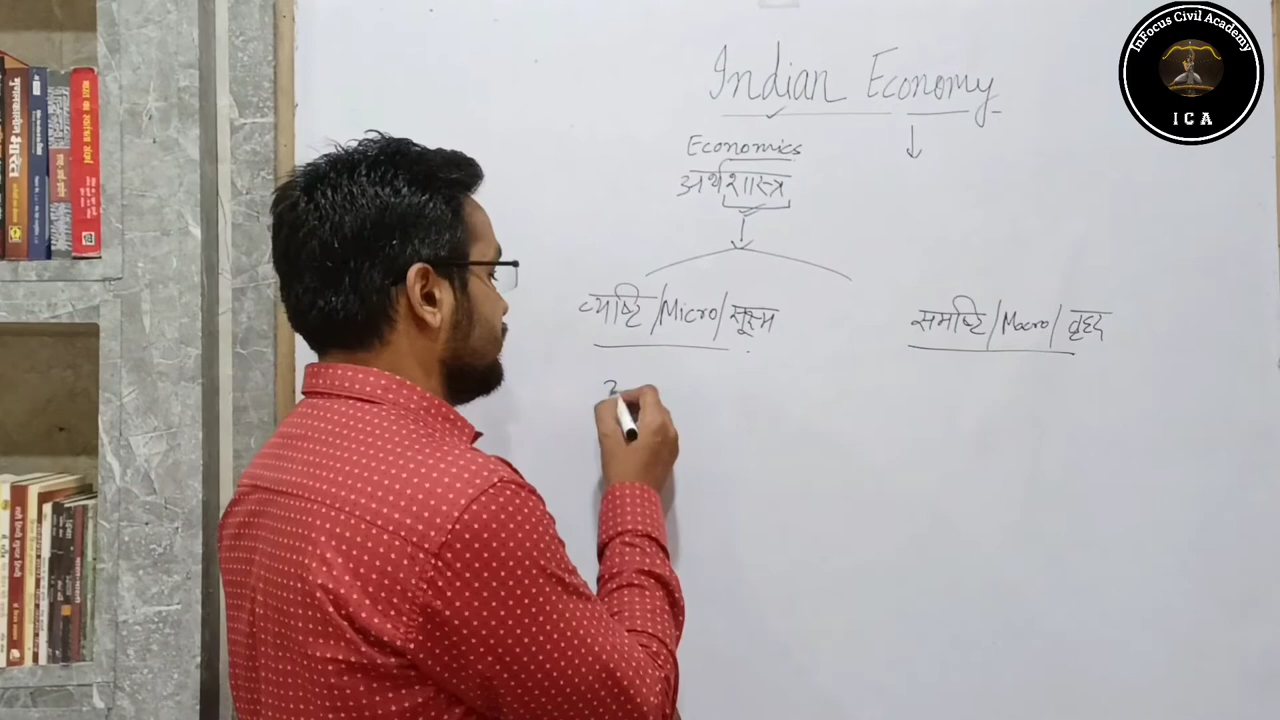 InFocus Civil Academy
ICA
Indian Economy
Economics
अर्थशास्त्र
व्यष्टि/Micro/सूक्ष्म
समष्टि/Macro/वृहद